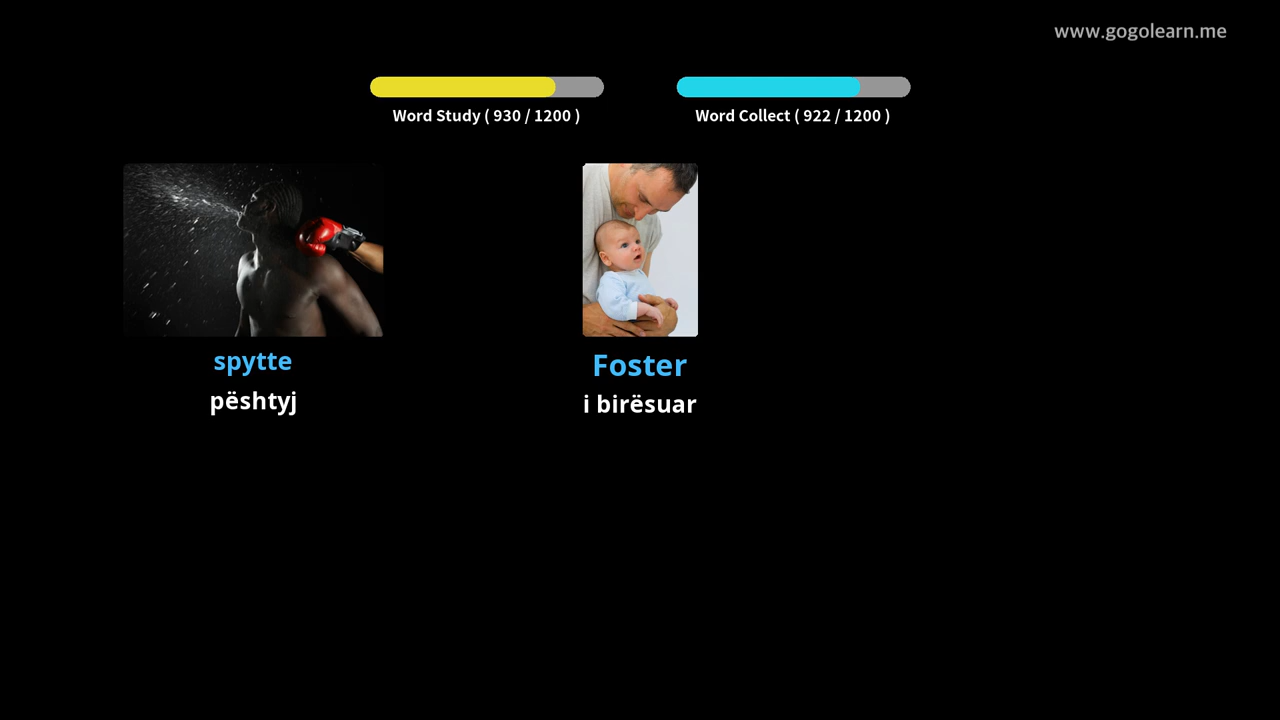 www.gogolearn.me
Word Study ( 930 / 1200 )
Word Collect ( 922 / 1200 )
spytte
pështyj
Foster
i birësuar